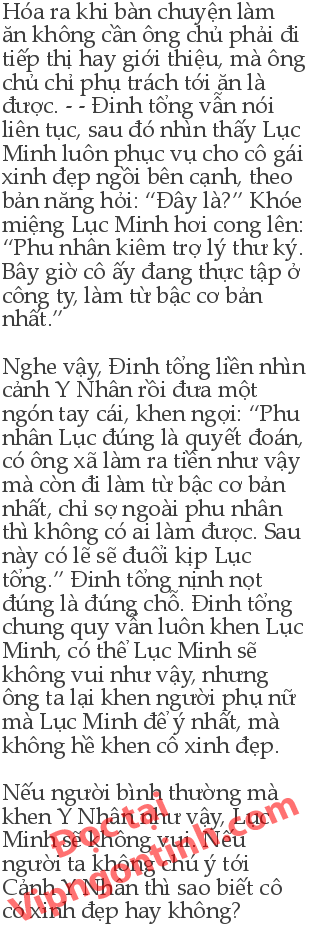 Hóa ra khi bàn chuyện làm
ăn không cần ông chủ phải đi
tiếp thị hay giới thiệu, mà ông
chủ chỉ phụ trách tới ăn là
được. - - Đinh tổng vẫn nói
liên tục, sau đó nhìn thấy Lục
Minh luôn phục vụ cho cô gái
xinh đẹp ngồi bên cạnh, theo
bản năng hỏi: “Đây là?” Khóe
miệng Lục Minh hơi cong lên:
“Phu nhân kiêm trợ lý thư ký.
Bây giờ cô ấy đang thực tập ở
công ty, làm từ bậc cơ bản
nhất.”
Nghe vậy, Đinh tổng liền nhìn
cảnh Y Nhân rồi đưa một
ngón tay cái, khen ngợi: “Phu
nhân Lục đúng là quyết đoán,
có ông xã làm ra tiền như vậy
mà còn đi làm từ bậc cơ bản
nhất, chỉ sợ ngoài phu nhân
thì không có ai làm được. Sau
này có lẽ sẽ đuổi kịp Lục
tổng.” Đinh tổng nịnh nọt
đúng là đúng chỗ. Đinh tổng
chung quy vẫn luôn khen Lục
Minh, có thể Lục Minh sẽ
không vui như vậy, nhưng
ông ta lại khen người phụ nữ
mà Lục Minh để ý nhất, mà
không hề khen cô xinh đẹp.
Nếu người bình thường mà
khen Y Nhân như vậy, Lục
Minh sẽ không vui. Nếu
người ta không chú ý tới
Cảnh Y Nhân thì sao biết cô
có xinh đẹp hay không?
Đọc tại
Vipngontinh.com